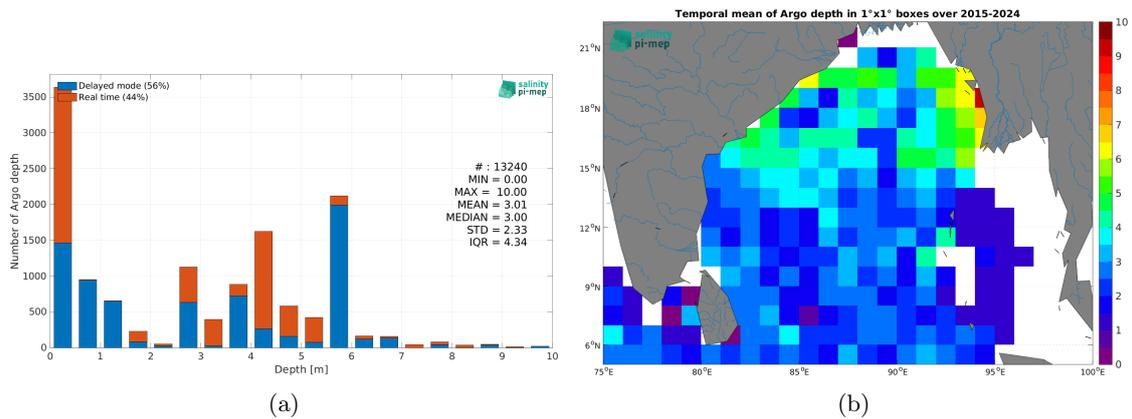 Delayed mode (56%)
Real time (44%)
salinity
pi-mep
Number of Argo depth
3500
3000
2500
2000
1500
1000
500
0
# : 13240
MIN = 0.00
MAX = 10.00
MEAN = 3.01
MEDIAN = 3.00
STD = 2.33
IQR = 4.34
0 1 2 3 4 5 6 7 8 9 10
Depth [m]
(a)
Temporal mean of Argo depth in 1°x1° boxes over 2015-2024
salinity
pi-mep
21°N
18°N
15°N
12°N
9°N
6°N
75°E 80°E 85°E 90°E 95°E 100°E
10
9
8
7
6
5
4
3
2
1
0
(b)